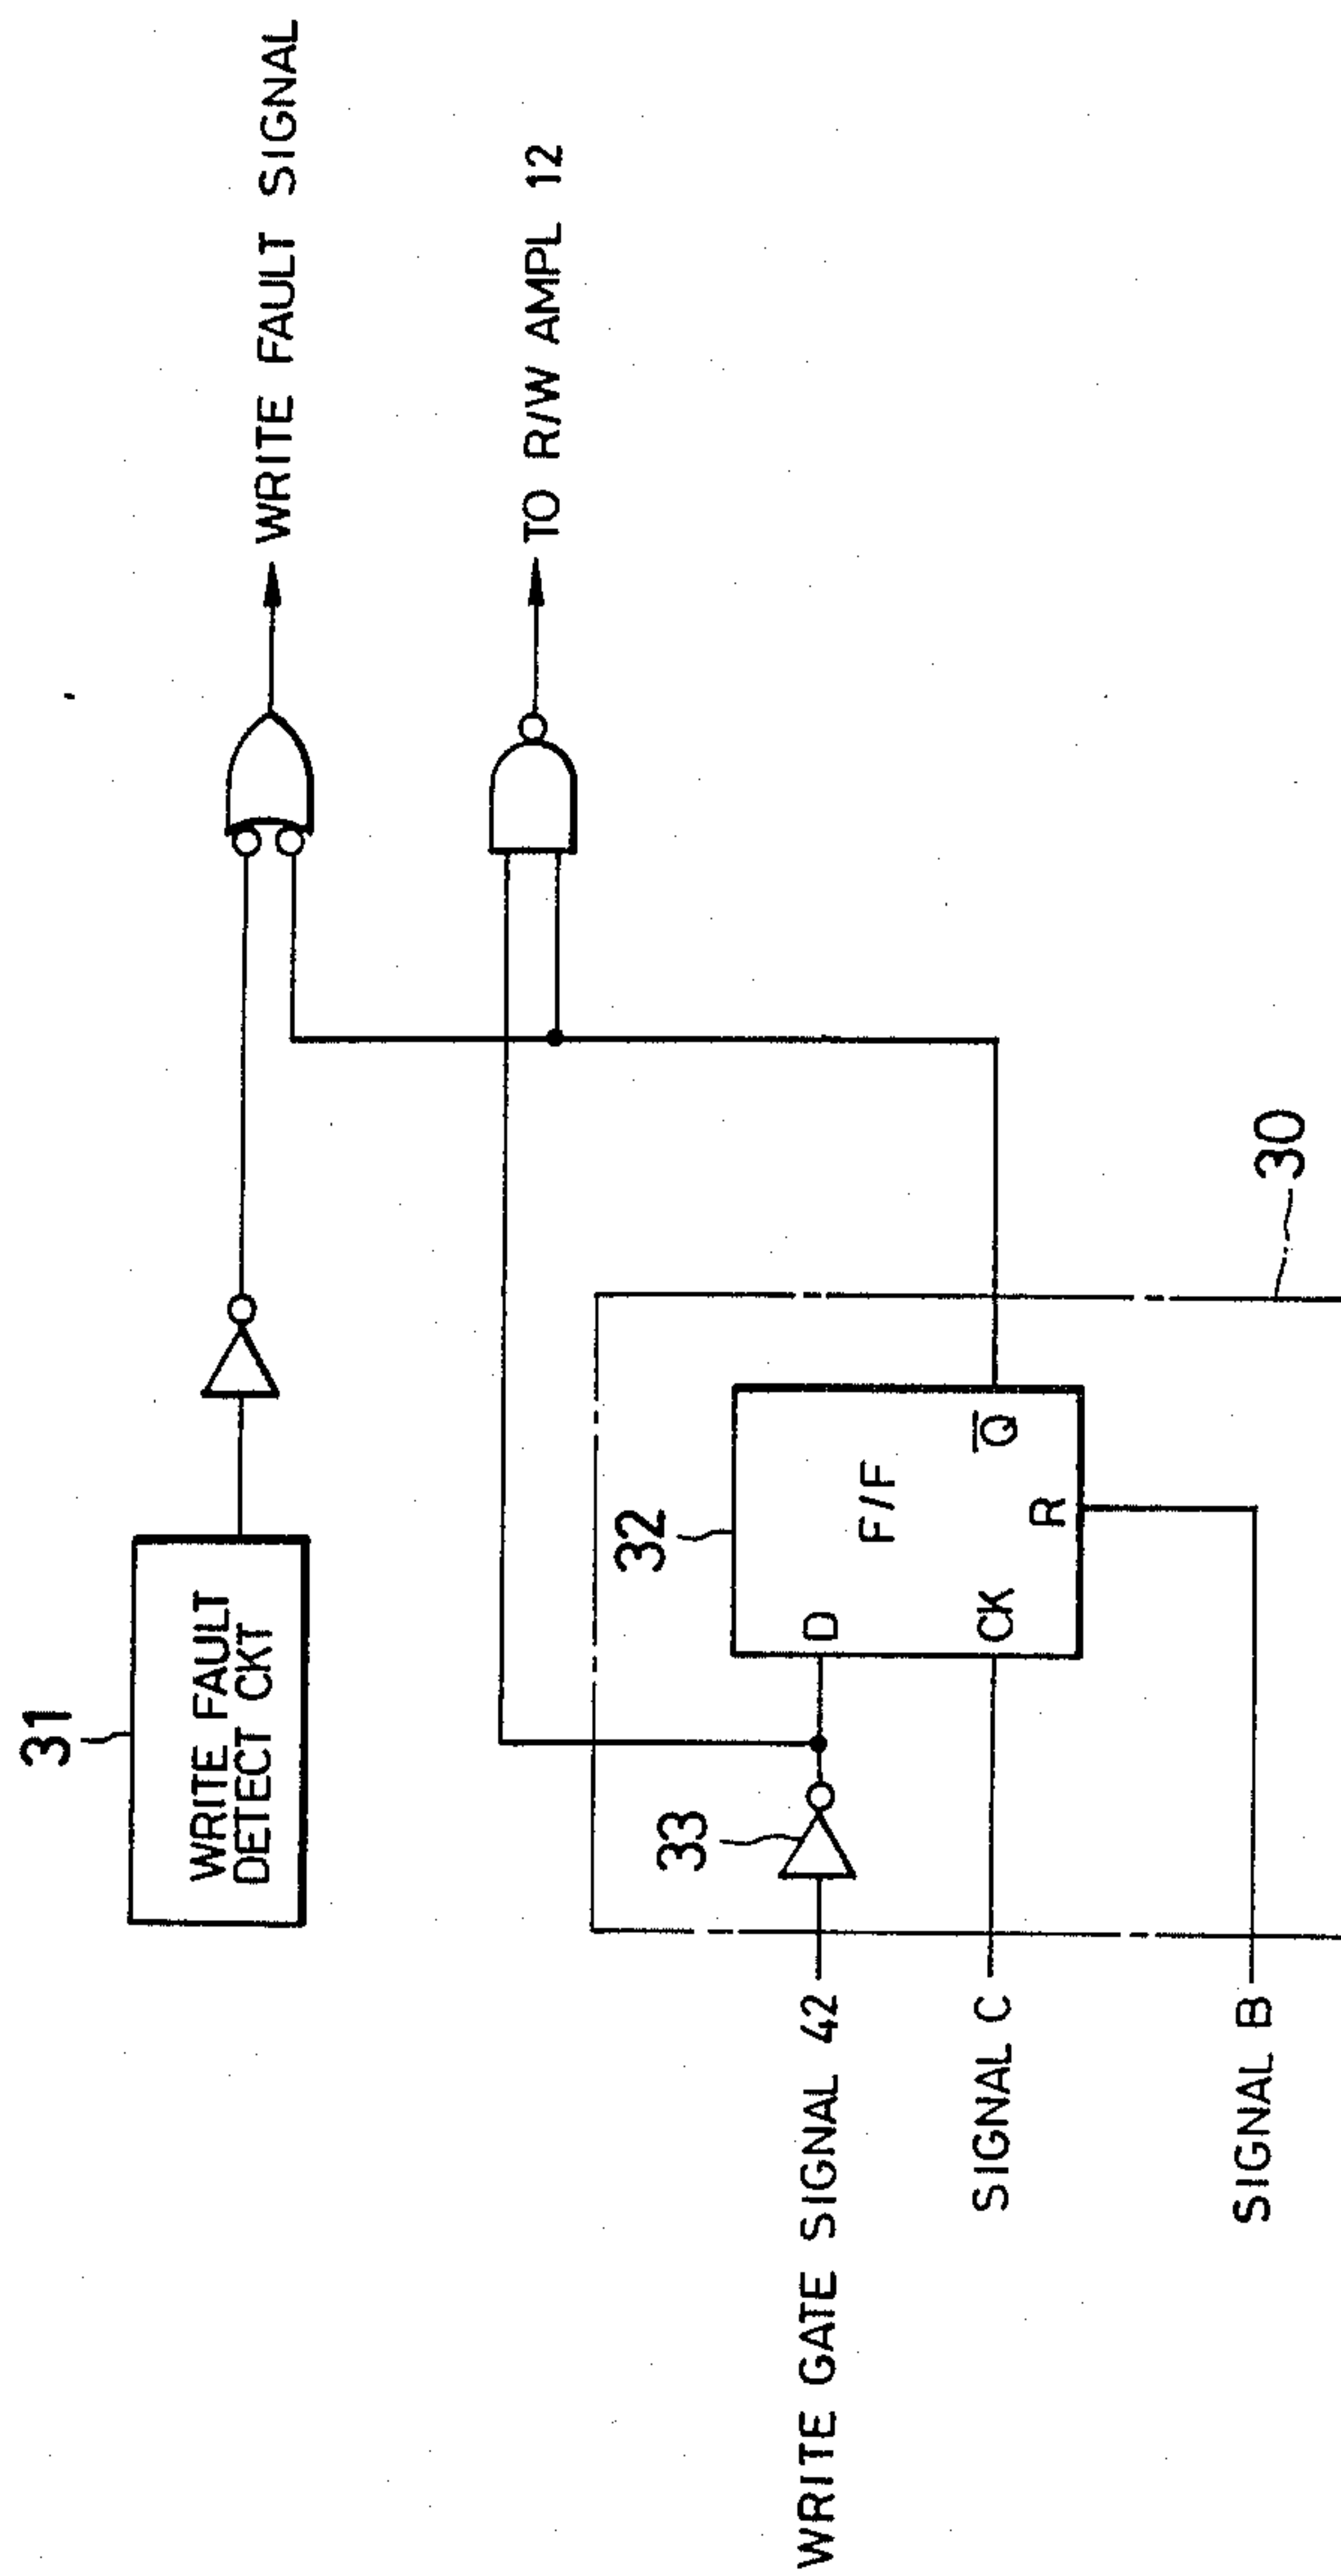 31
WRITE FAULT
DETECT CKT
WRITE FAULT SIGNAL
TO R/W AMPL 12
32
33
D
F/F
CK
Q̅
R
WRITE GATE SIGNAL 42
SIGNAL C
SIGNAL B
30